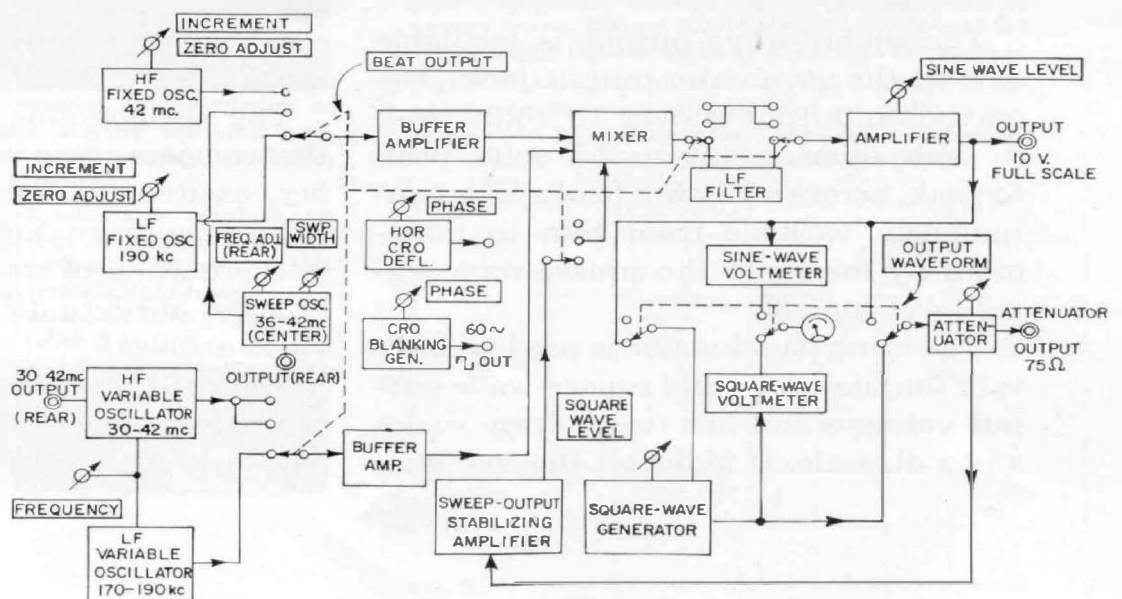 INCREMENT
ZERO ADJUST
HF
FIXED OSC.
42 mc.
BEAT OUTPUT
BUFFER
AMPLIFIER
MIXER
LF
FILTER
SINE WAVE LEVEL
AMPLIFIER
OUTPUT
10 V.
FULL SCALE
INCREMENT
ZERO ADJUST
LF
FIXED OSC.
190 kc
FREQ. ADJ.
(REAR)
SWP.
WIDTH
SWEEP OSC
36-42mc
(CENTER)
OUTPUT(REAR)
PHASE
HOR
CRO
DEFL.
PHASE
CRO
BLANKING
GEN.
60~
OUT
SINE-WAVE
VOLTMETER
OUTPUT
WAVEFORM
ATTEN-
UATOR
ATTENUATOR
OUTPUT
75Ω
SQUARE-WAVE
VOLTMETER
30-42mc
OUTPUT
(REAR)
HF
VARIABLE
OSCILLATOR
30-42 mc
BUFFER
AMP.
SQUARE
WAVE
LEVEL
FREQUENCY
LF
VARIABLE
OSCILLATOR
170-190 kc
SWEEP-OUTPUT
STABILIZING
AMPLIFIER
SQUARE-WAVE
GENERATOR